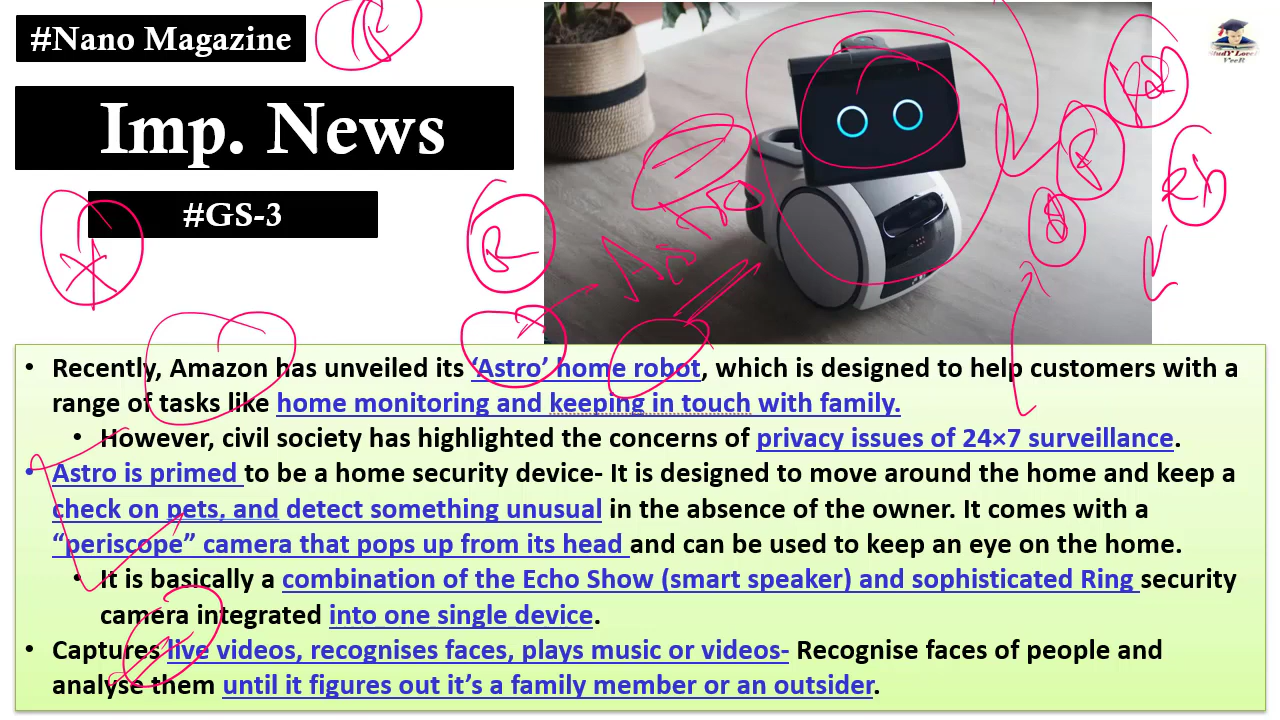 #Nano Magazine
Imp. News
#GS-3
• Recently, Amazon has unveiled its ‘Astro’ home robot, which is designed to help customers with a
range of tasks like home monitoring and keeping in touch with family.
• However, civil society has highlighted the concerns of privacy issues of 24×7 surveillance.
• Astro is primed to be a home security device- It is designed to move around the home and keep a
check on pets, and detect something unusual in the absence of the owner. It comes with a
“periscope” camera that pops up from its head and can be used to keep an eye on the home.
• It is basically a combination of the Echo Show (smart speaker) and sophisticated Ring security
camera integrated into one single device.
• Captures live videos, recognises faces, plays music or videos- Recognise faces of people and
analyse them until it figures out it’s a family member or an outsider.